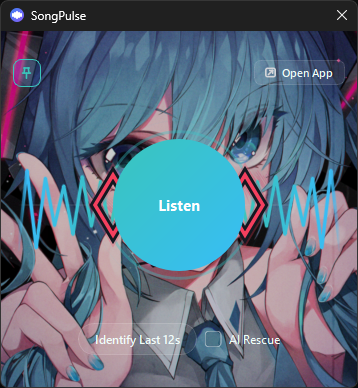 SongPulse
Open App
Listen
Identify Last 12s
AI Rescue